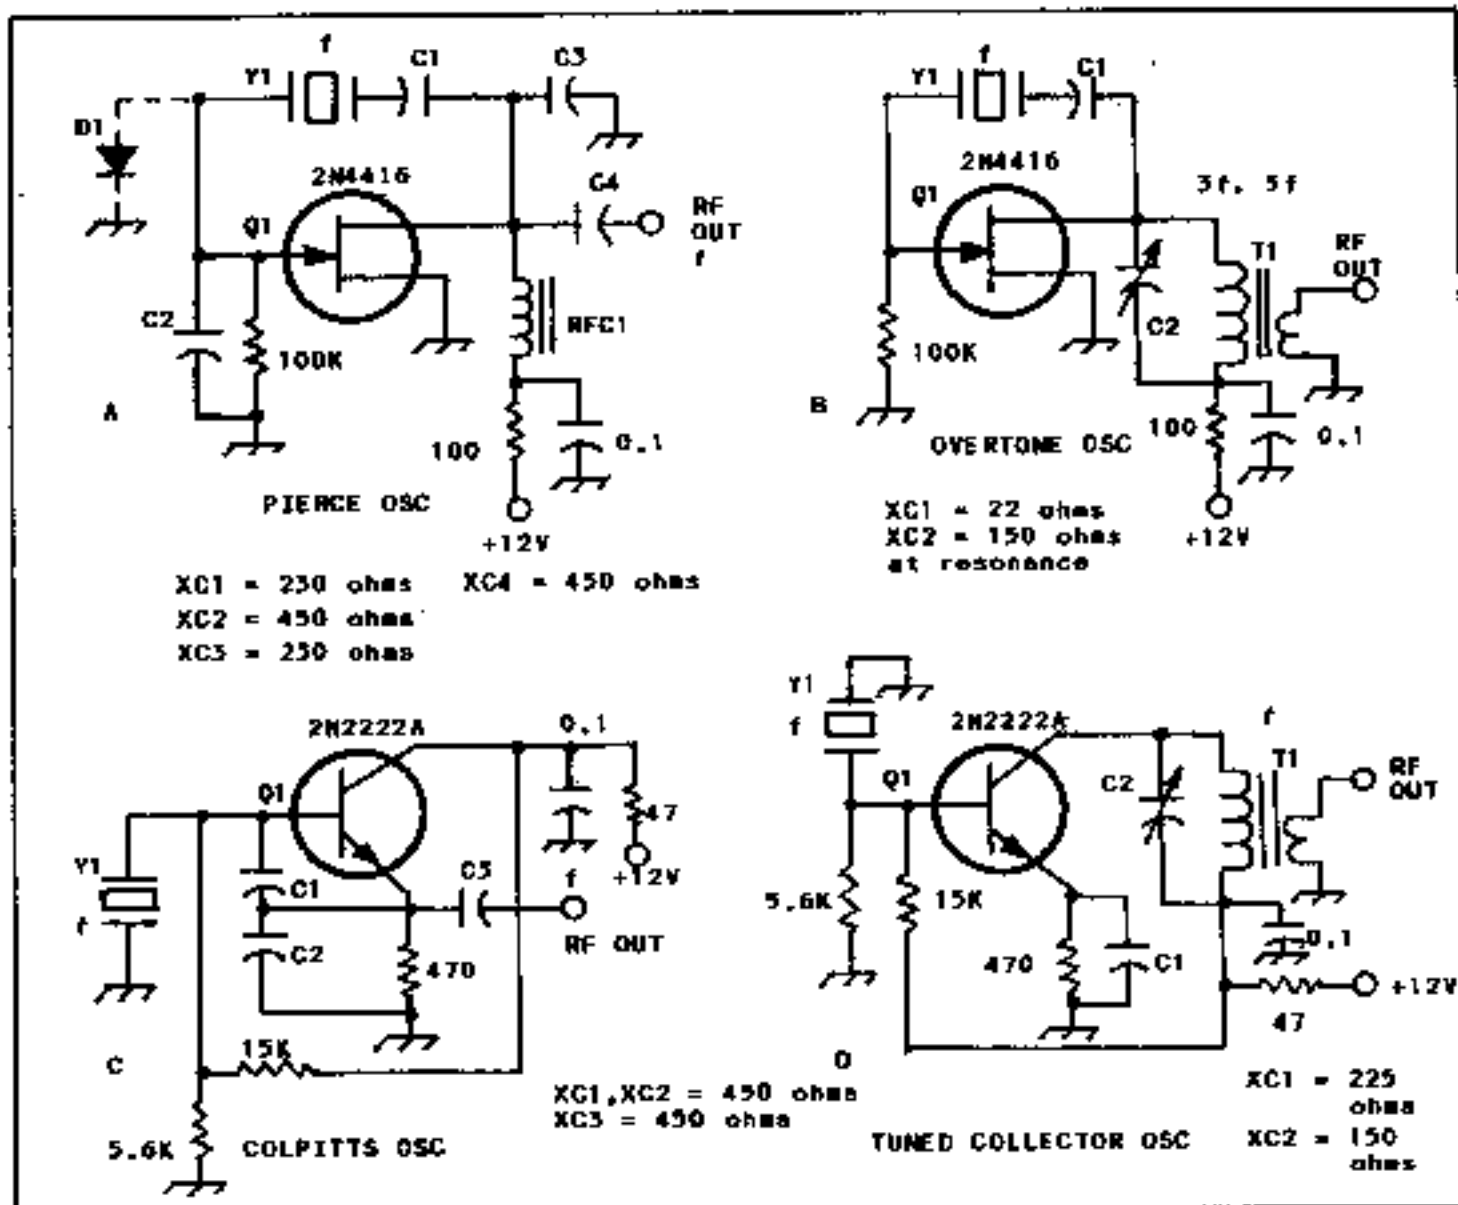 f
Y1
C1
C3
D1
2N4416
C4
Q1
RF
OUT
f
C2
100K
RFC1
A
100
0.1
PIERCE OSC
+12V
XC1 = 230 ohms
XC4 = 450 ohms
XC2 = 450 ohms
XC3 = 230 ohms
f
Y1
C1
2N4416
Q1
3f, 5f
T1
RF
OUT
C2
100K
B
100
0.1
OVERTONE OSC
XC1 = 22 ohms
XC2 = 150 ohms
at resonance
+12V
2N2222A
0.1
Q1
47
Y1
C1
C3
f
+12V
f
RF OUT
C2
470
15K
C
XC1,XC2 = 450 ohms
XC3 = 450 ohms
5.6K
COLPITTS OSC
Y1
f
2N2222A
f
T1
RF
OUT
Q1
C2
5.6K
15K
0.1
470
C1
+12V
47
D
XC1 = 225
ohms
TUNED COLLECTOR OSC
XC2 = 150
ohms